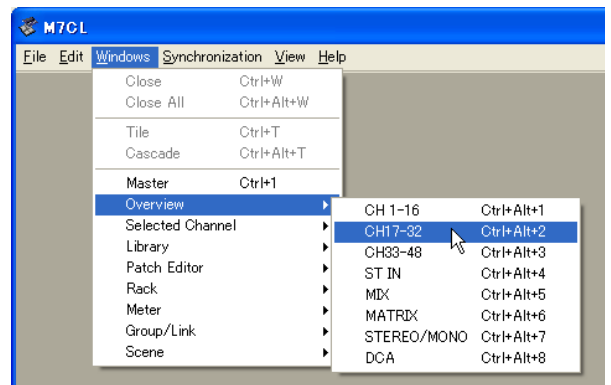 M7CL
File Edit Windows Synchronization View Help
Close Ctrl+W
Close All Ctrl+Alt+W
Tile Ctrl+T
Cascade Ctrl+Alt+T
Master Ctrl+1
Overview
Selected Channel
Library
Patch Editor
Rack
Meter
Group/Link
Scene
CH 1-16 Ctrl+Alt+1
CH17-32 Ctrl+Alt+2
CH33-48 Ctrl+Alt+3
ST IN Ctrl+Alt+4
MIX Ctrl+Alt+5
MATRIX Ctrl+Alt+6
STEREO/MONO Ctrl+Alt+7
DCA Ctrl+Alt+8